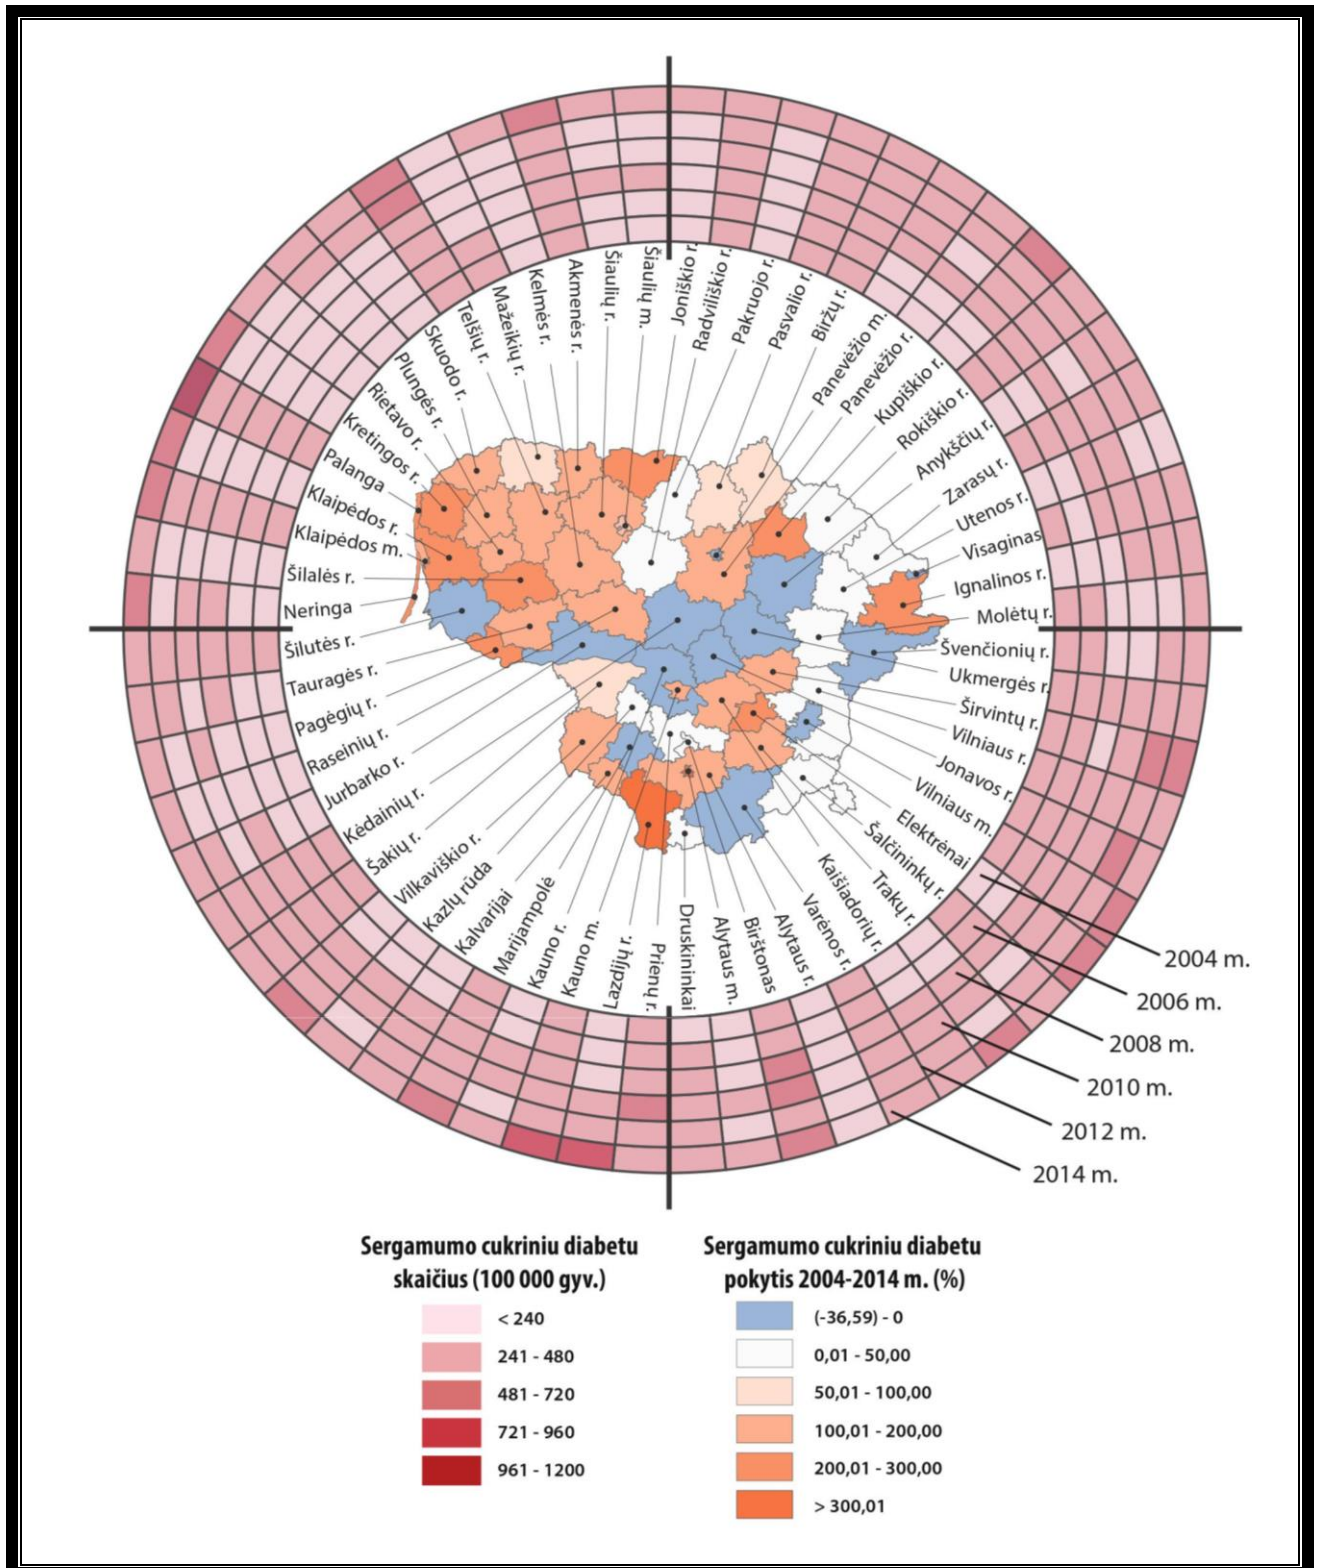 Šiaulių m.
Joniškio r.
Radviliškio r.
Pakruojo r.
Pasvalio r.
Biržų r.
Panevėžio m.
Panevėžio r.
Kupiškio r.
Rokiškio r.
Anykščių r.
Zarasų r.
Utenos r.
Visaginas
Ignalinos r.
Molėtų r.
Švenčionių r.
Ukmergės r.
Širvintų r.
Vilniaus r.
Jonavos r.
Vilniaus m.
Elektrėnai
Šalčininkų r.
Trakų r.
Kaišiadorių r.
Varėnos r.
Alytaus r.
Birštonas
Alytaus m.
Druskininkai
Prienų r.
Lazdijų r.
Kauno m.
Kauno r.
Marijampolė
Kalvarijai
Kazlų rūda
Vilkaviškio r.
Šakių r.
Kėdainių r.
Jurbarko r.
Raseinių r.
Pagėgių r.
Tauragės r.
Šilutės r.
Neringa
Šilalės r.
Klaipėdos m.
Klaipėdos r.
Palanga
Kretingos r.
Rietavo r.
Plungės r.
Skuodo r.
Telšių r.
Mažeikių r.
Kelmės r.
Akmenės r.
Šiaulių r.
2004 m.
2006 m.
2008 m.
2010 m.
2012 m.
2014 m.
Sergamumo cukriniu diabetu
skaičius (100 000 gyv.)
< 240
241 - 480
481 - 720
721 - 960
961 - 1200
Sergamumo cukriniu diabetu
pokytis 2004-2014 m. (%)
(-36,59) - 0
0,01 - 50,00
50,01 - 100,00
100,01 - 200,00
200,01 - 300,00
> 300,01